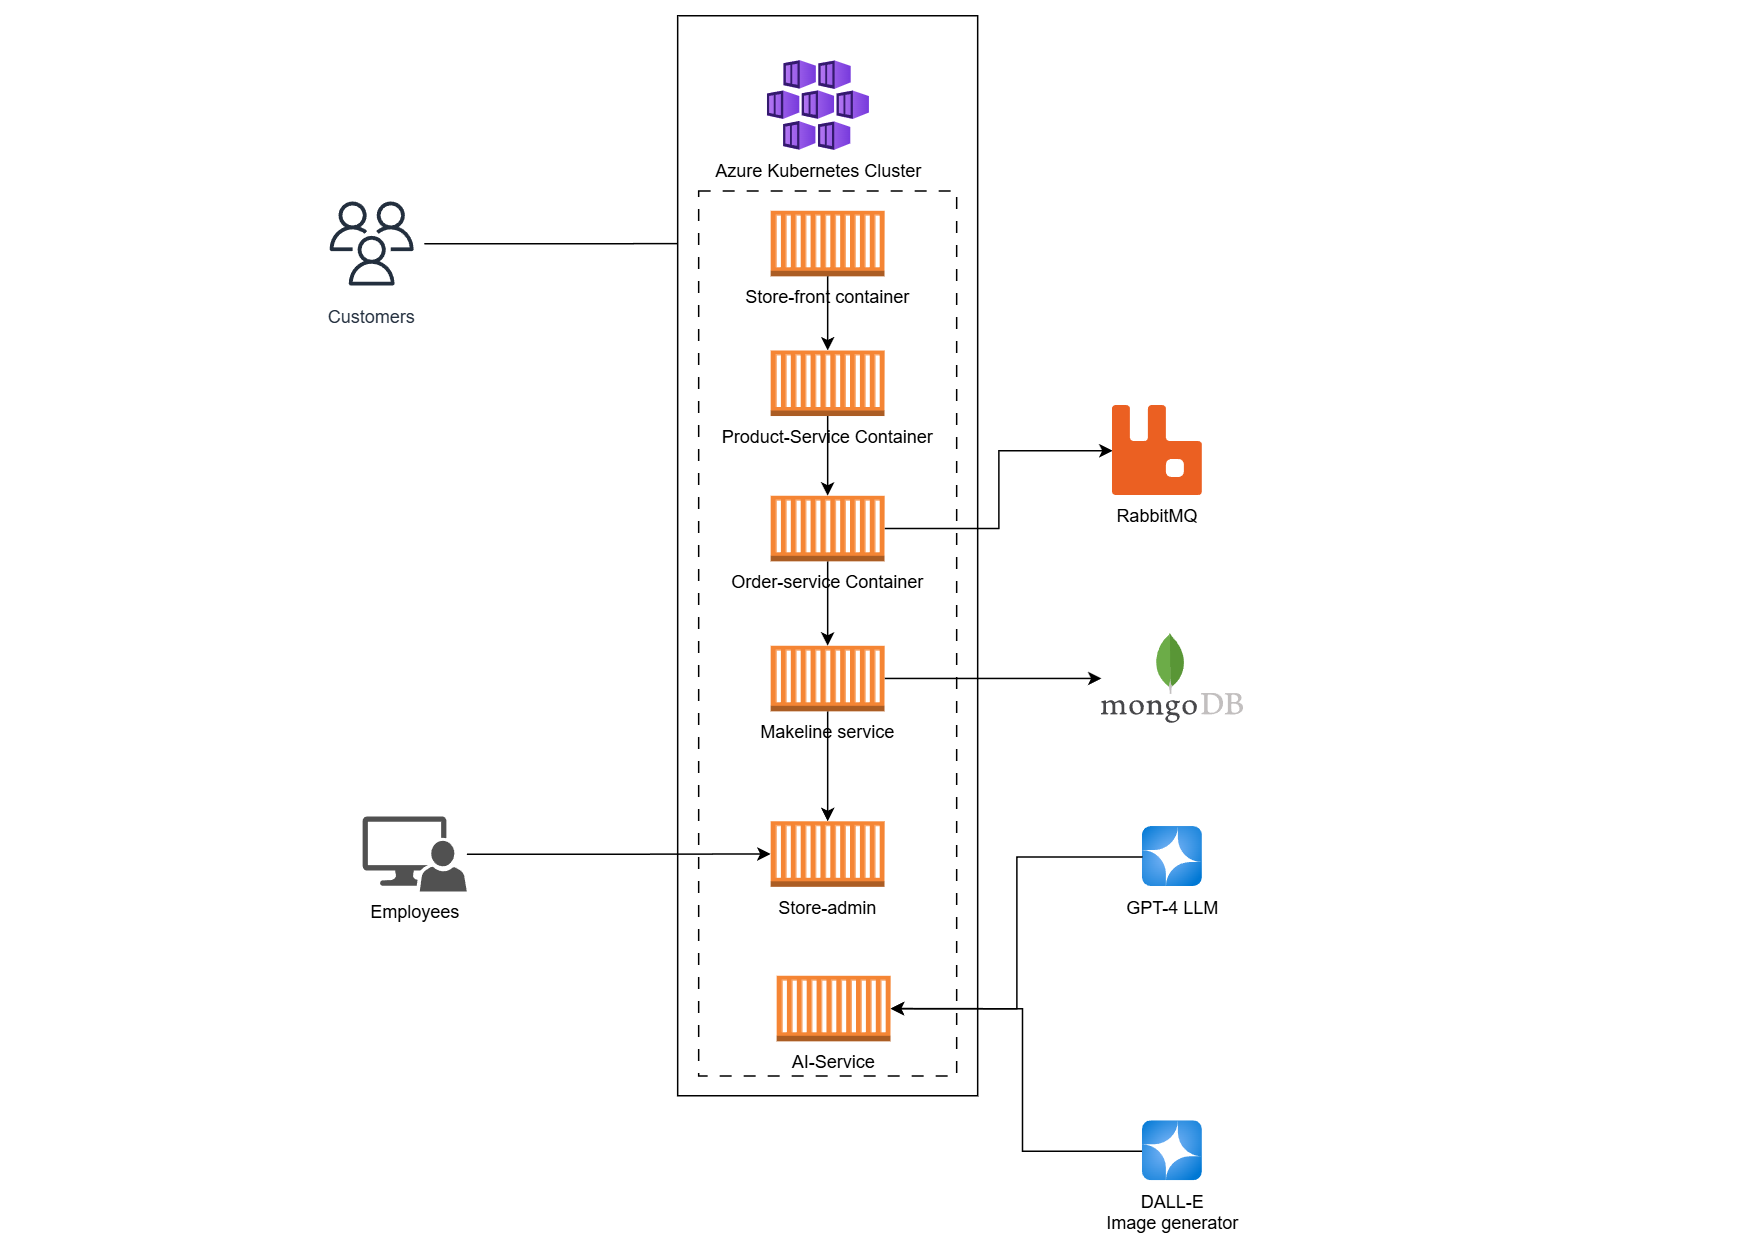 Azure Kubernetes Cluster
Store-front container
Customers
Product-Service Container
RabbitMQ
Order-service Container
mongoDB
Makeline service
Employees
Store-admin
GPT-4 LLM
AI-Service
DALL-E
Image generator